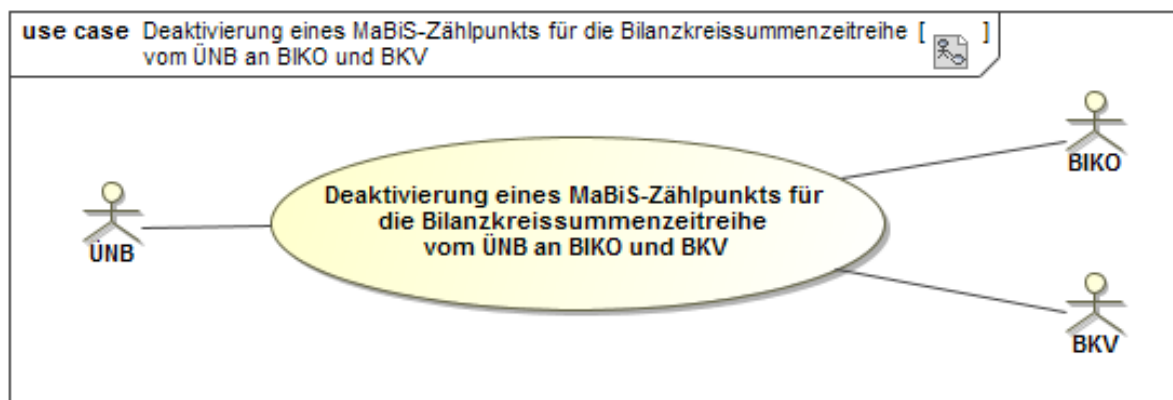 use case Deaktivierung eines MaBiS-Zählpunkts für die Bilanzkreissummenzeitreihe [ ]
vom ÜNB an BIKO und BKV
BIKO
Deaktivierung eines MaBiS-Zählpunkts für
die Bilanzkreissummenzeitreihe
vom ÜNB an BIKO und BKV
ÜNB
BKV